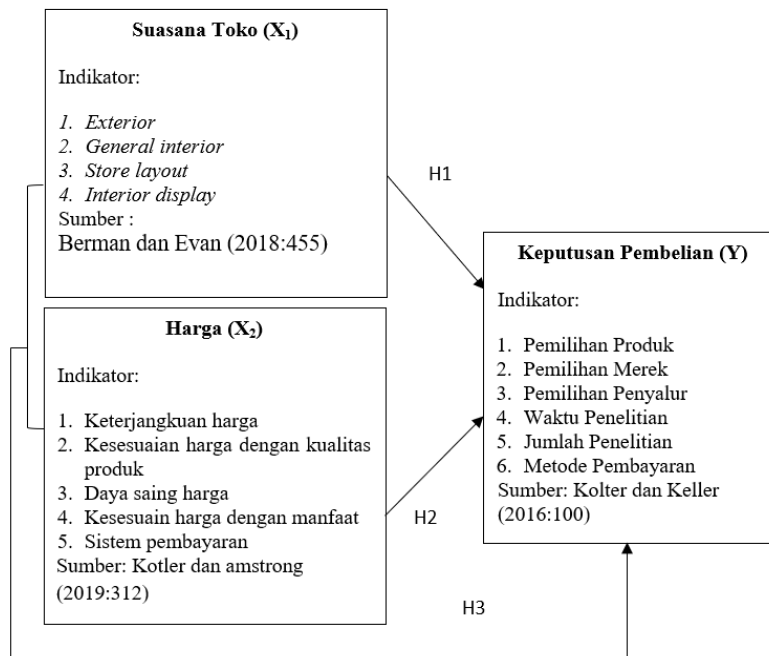 Suasana Toko (X₁)
Indikator:
1. Exterior
2. General interior
3. Store layout
4. Interior display
Sumber :
Berman dan Evan (2018:455)
Harga (X₂)
Indikator:
1. Keterjangkuan harga
2. Kesesuaian harga dengan kualitas
produk
3. Daya saing harga
4. Kesesuain harga dengan manfaat
5. Sistem pembayaran
Sumber: Kotler dan amstrong
(2019:312)
H1
H2
H3
Keputusan Pembelian (Y)
Indikator:
1. Pemilihan Produk
2. Pemilihan Merek
3. Pemilihan Penyalur
4. Waktu Penelitian
5. Jumlah Penelitian
6. Metode Pembayaran
Sumber: Kolter dan Keller
(2016:100)